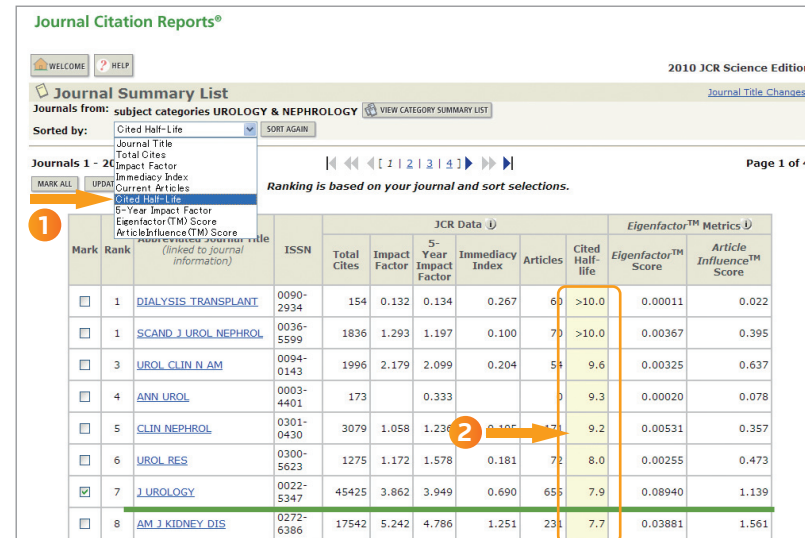 Journal Citation Reports®
WELCOME ? HELP
2010 JCR Science Edition
Journal Summary List
Journal Title Changes
Journals from: subject categories UROLOGY & NEPHROLOGY VIEW CATEGORY SUMMARY LIST
Sorted by: Cited Half-Life SORT AGAIN
Journal Title
Total Cites
Impact Factor
Immediacy Index
Current Articles
Cited Half-Life
5-Year Impact Factor
Eigenfactor(TM) Score
ArticleInfluence(TM) Score
Journals 1 - 20
[ 1 | 2 | 3 | 4 ]
Page 1 of 4
MARK ALL
Ranking is based on your journal and sort selections.
1
JCR Data
Eigenfactor™ Metrics
Mark Rank Abbreviated Journal Title (linked to journal information) ISSN Total Cites Impact Factor 5-Year Impact Factor Immediacy Index Articles Cited Half-life Eigenfactor™ Score Article Influence™ Score
1 DIALYSIS TRANSPLANT 0090-2934 154 0.132 0.134 0.267 60 >10.0 0.00011 0.022
1 SCAND J UROL NEPHROL 0036-5599 1836 1.293 1.197 0.100 70 >10.0 0.00367 0.395
3 UROL CLIN N AM 0094-0143 1996 2.179 2.099 0.204 54 9.6 0.00325 0.637
4 ANN UROL 0003-4401 173 0.333 0 9.3 0.00020 0.078
5 CLIN NEPHROL 0301-0430 3079 1.058 1.236 171 9.2 0.00531 0.357
2
6 UROL RES 0300-5623 1275 1.172 1.578 0.181 72 8.0 0.00255 0.473
7 J UROLOGY 0022-5347 45425 3.862 3.949 0.690 655 7.9 0.08940 1.139
8 AM J KIDNEY DIS 0272-6386 17542 5.242 4.786 1.251 231 7.7 0.03881 1.561